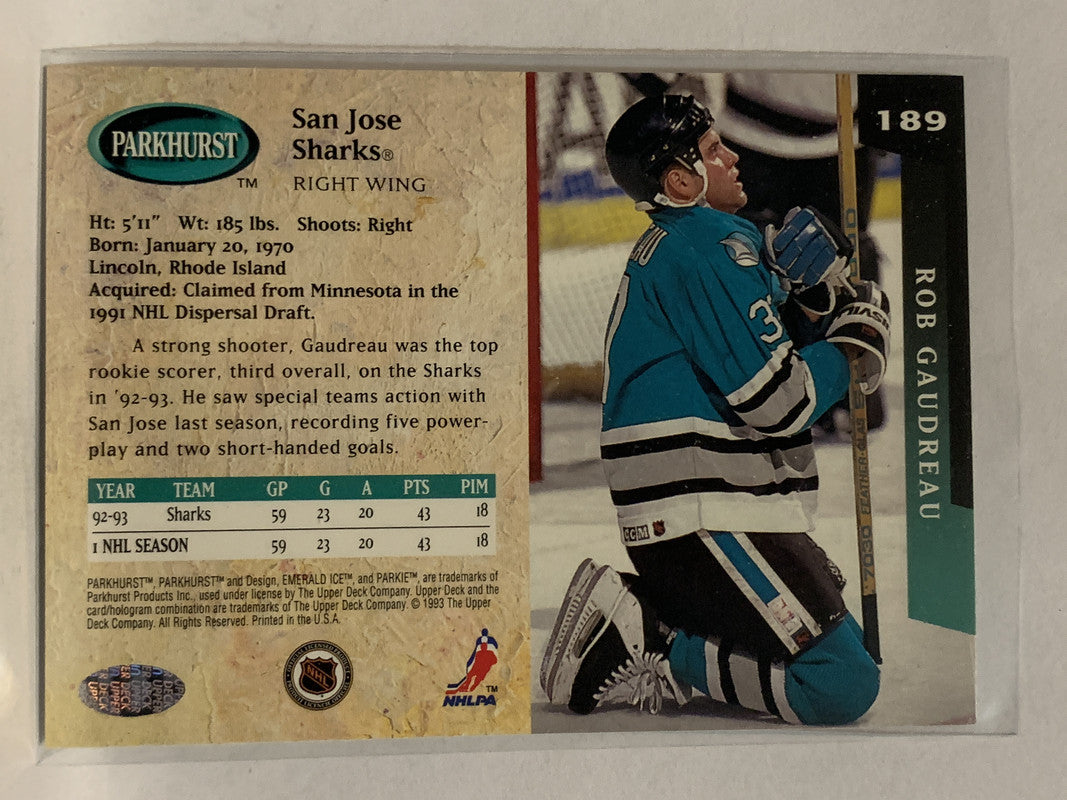 PARKHURST™
San Jose
Sharks®
RIGHT WING
Ht: 5'11" Wt: 185 lbs. Shoots: Right
Born: January 20, 1970
Lincoln, Rhode Island
Acquired: Claimed from Minnesota in the
1991 NHL Dispersal Draft.
A strong shooter, Gaudreau was the top
rookie scorer, third overall, on the Sharks
in '92-93. He saw special teams action with
San Jose last season, recording five power-
play and two short-handed goals.
YEAR TEAM GP G A PTS PIM
92-93 Sharks 59 23 20 43 18
1 NHL SEASON 59 23 20 43 18
PARKHURST™, PARKHURST™ and Design, EMERALD ICE™, and PARKIE™, are trademarks of
Parkhurst Products Inc., used under license by The Upper Deck Company. Upper Deck and the
card/hologram combination are trademarks of The Upper Deck Company. © 1993 The Upper
Deck Company. All Rights Reserved. Printed in the U.S.A.
NHL
NHLPA™
189
ROB GAUDREAU
CCM
7030 FEATHERGLAS